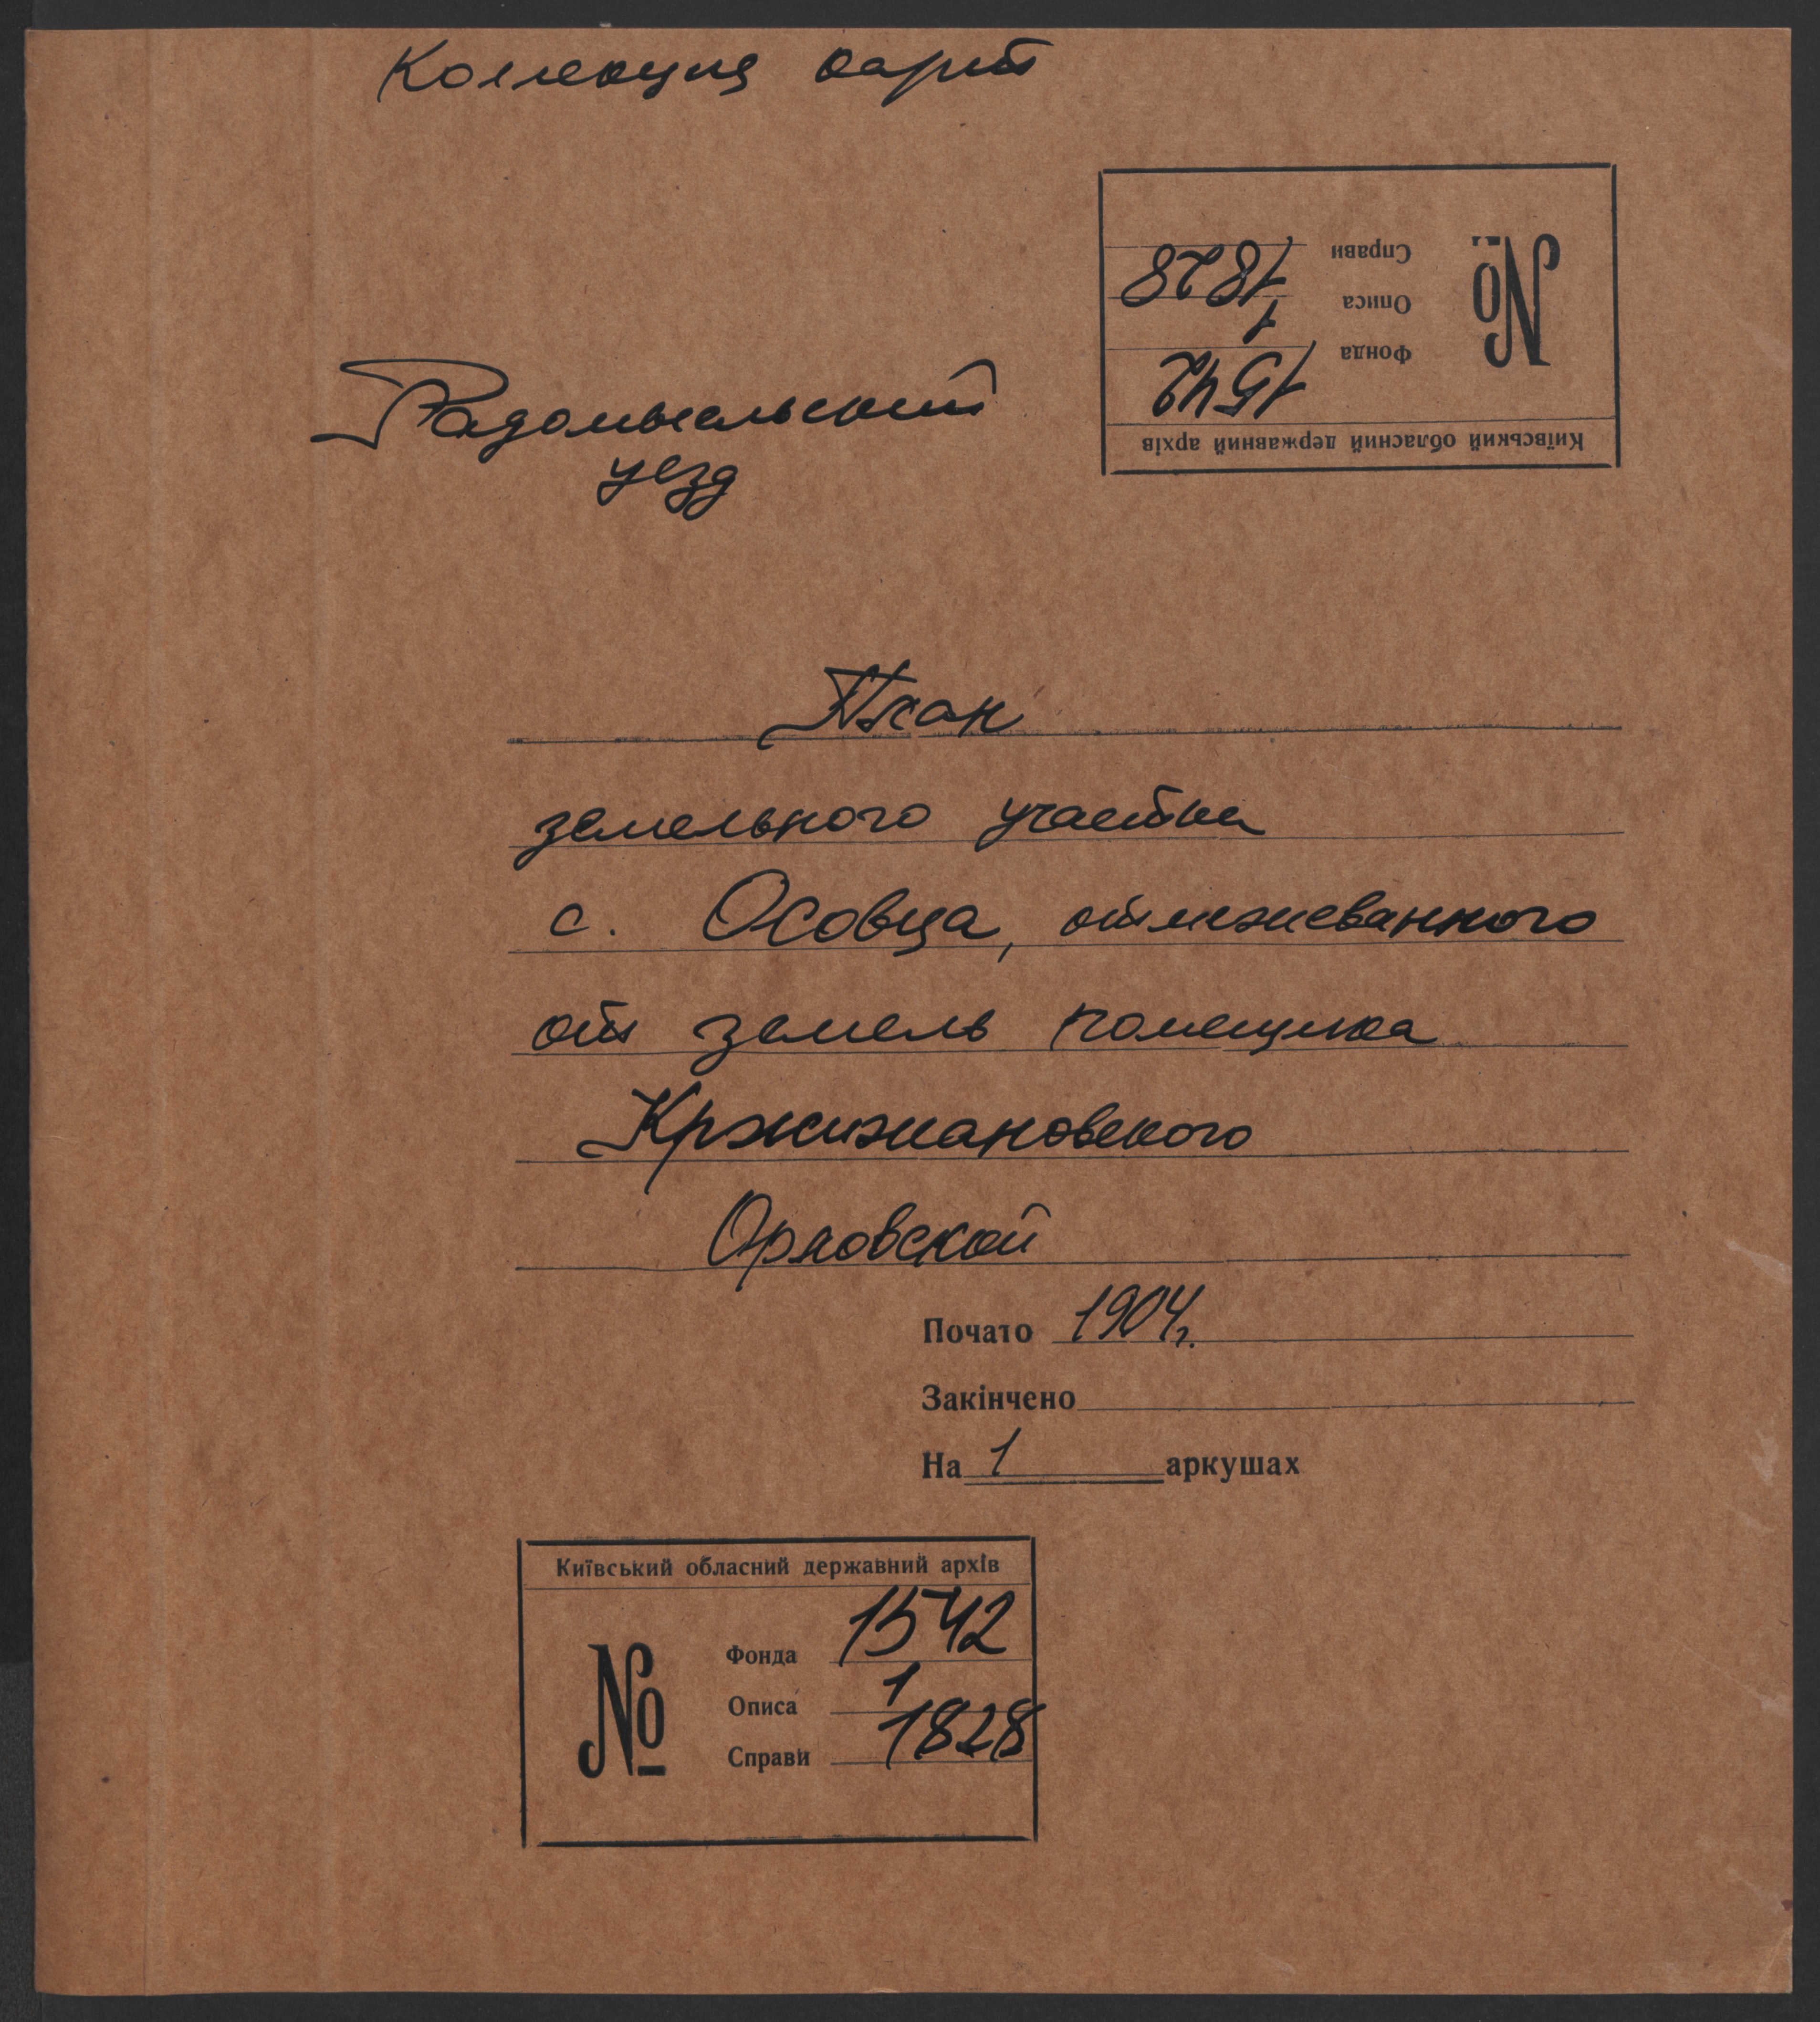 Коллекция карт
Київський обласний державний архів
№
Фонда 1542
Описа 1
Справи 1828
Радомысльский
уезд
План
земельного участка
с. Осовца, отмежеванного
от земель помещика
Кржижановского
Орловской
Почато 1904г.
Закінчено
На 1 аркушах
Київський обласний державний архів
№
Фонда 1542
Описа 1
Справи 1828